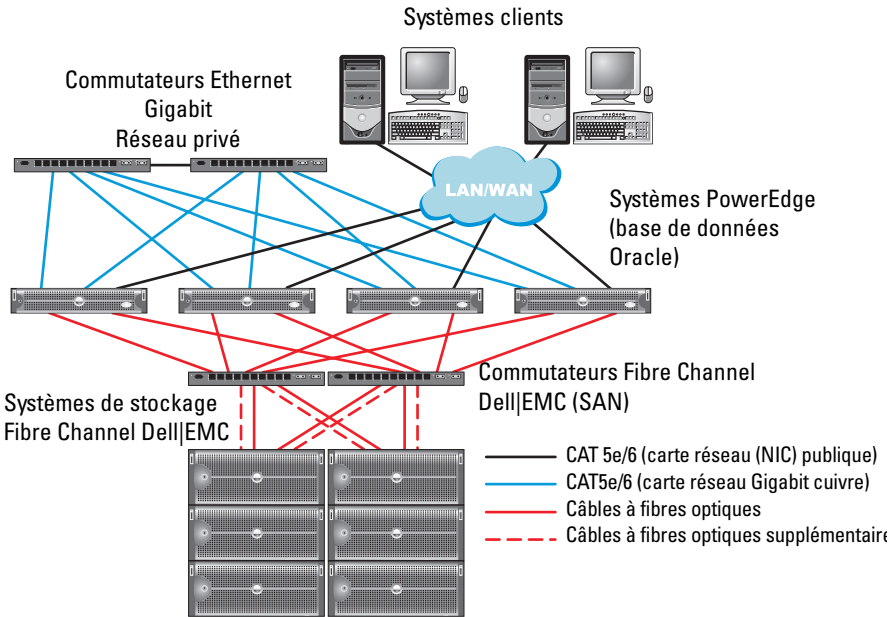 Systèmes clients
Commutateurs Ethernet
Gigabit
Réseau privé
LAN/WAN
Systèmes PowerEdge
(base de données
Oracle)
Commutateurs Fibre Channel
Dell|EMC (SAN)
Systèmes de stockage
Fibre Channel Dell|EMC
CAT 5e/6 (carte réseau (NIC) publique)
CAT5e/6 (carte réseau Gigabit cuivre)
Câbles à fibres optiques
Câbles à fibres optiques supplémentaire